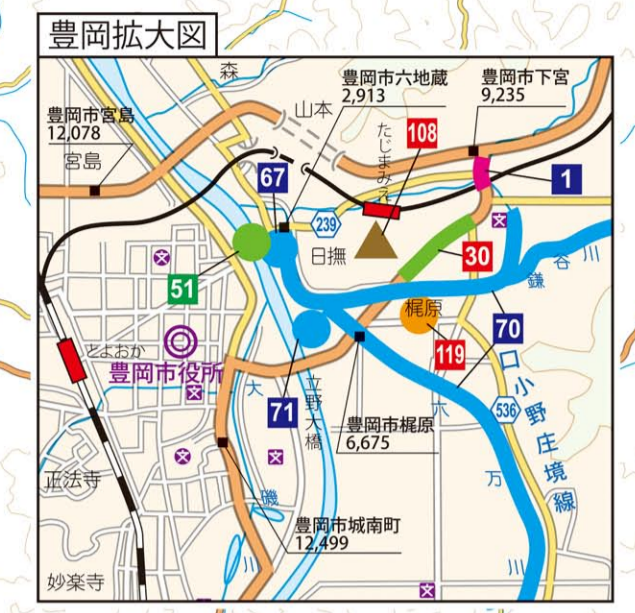 豊岡拡大図
森
山本
豊岡市六地蔵
2,913
豊岡市下宮
9,235
豊岡市宮島
12,078
宮島
たじまみえ
108
67
1
239
日撫
30
51
鎌谷川
梶原
70
119
とよおか
豊岡市役所
71
立野大橋
大磯川
六万川
豊岡市梶原
6,675
口小野庄境線
536
正法寺
豊岡市城南町
12,499
妙楽寺